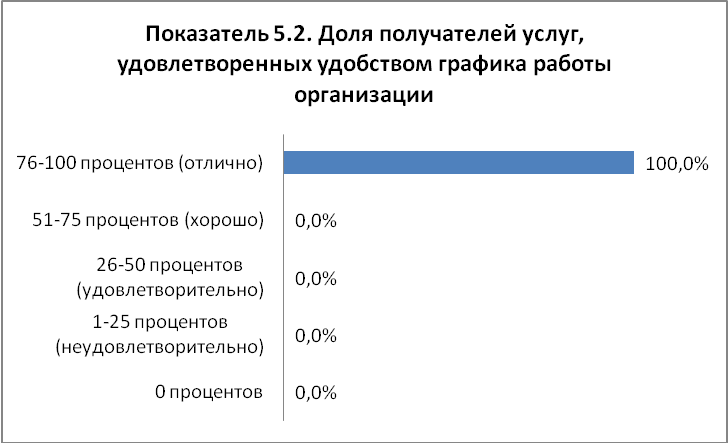 Показатель 5.2. Доля получателей услуг,
удовлетворенных удобством графика работы
организации
76-100 процентов (отлично)
100,0%
51-75 процентов (хорошо)
0,0%
26-50 процентов
(удовлетворительно)
0,0%
1-25 процентов
(неудовлетворительно)
0,0%
0 процентов
0,0%